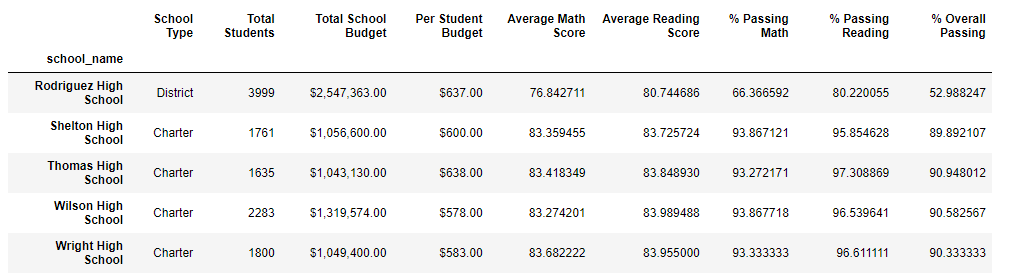 School Type Total Students Total School Budget Per Student Budget Average Math Score Average Reading Score % Passing Math % Passing Reading % Overall Passing
school_name
Rodriguez High School District 3999 $2,547,363.00 $637.00 76.842711 80.744686 66.366592 80.220055 52.988247
Shelton High School Charter 1761 $1,056,600.00 $600.00 83.359455 83.725724 93.867121 95.854628 89.892107
Thomas High School Charter 1635 $1,043,130.00 $638.00 83.418349 83.848930 93.272171 97.308869 90.948012
Wilson High School Charter 2283 $1,319,574.00 $578.00 83.274201 83.989488 93.867718 96.539641 90.582567
Wright High School Charter 1800 $1,049,400.00 $583.00 83.682222 83.955000 93.333333 96.611111 90.333333